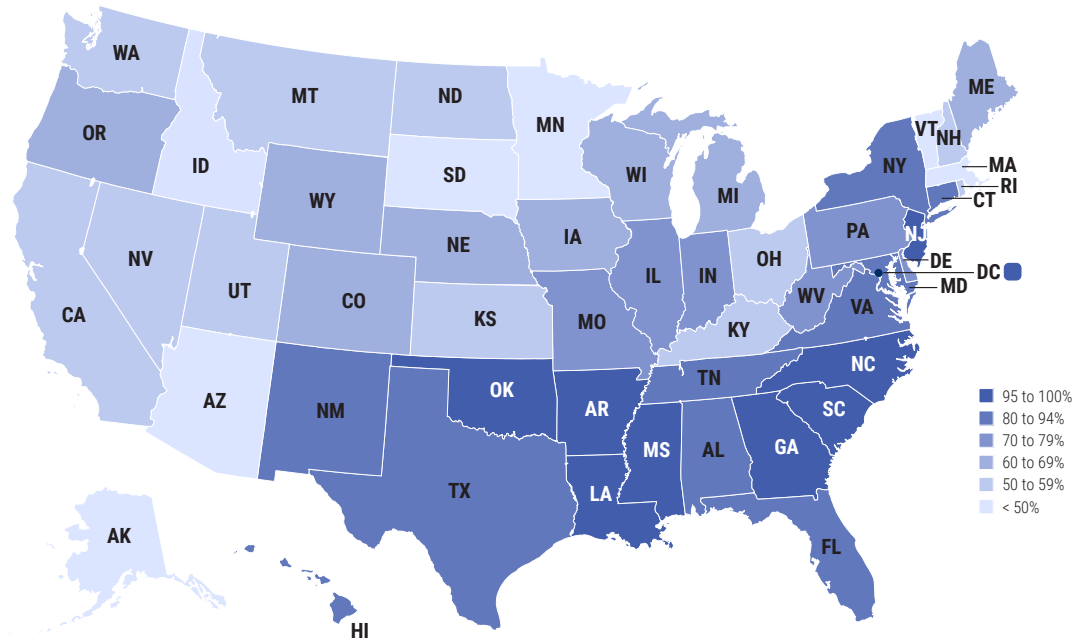 WA
MT
ND
MN
ME
OR
ID
SD
WI
VT
NH
MA
NY
RI
CT
WY
MI
NE
IA
PA
NJ
NV
UT
CO
IL
IN
OH
DE
DC
MD
CA
KS
MO
WV
VA
KY
AZ
NM
OK
AR
TN
NC
SC
TX
LA
MS
AL
GA
95 to 100%
80 to 94%
70 to 79%
60 to 69%
50 to 59%
< 50%
AK
FL
HI